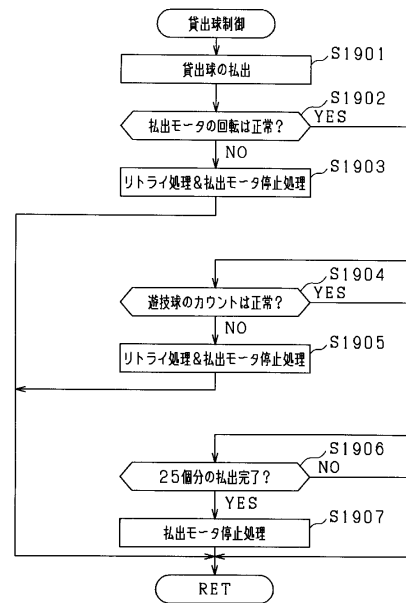 貸出球制御
S1901
貸出球の払出
S1902
払出モータの回転は正常?
YES
NO
S1903
リトライ処理&払出モータ停止処理
S1904
遊技球のカウントは正常?
YES
NO
S1905
リトライ処理&払出モータ停止処理
S1906
25個分の払出完了?
NO
YES
S1907
払出モータ停止処理
RET